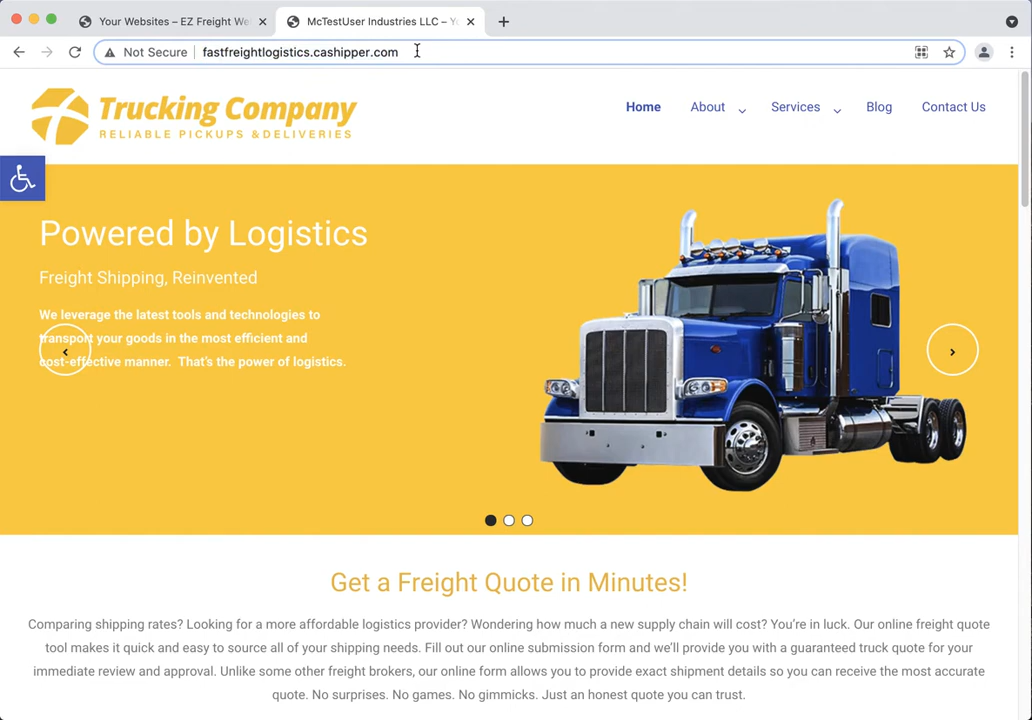 Your Websites – EZ Freight We
McTestUser Industries LLC – Yo
Not Secure
fastfreightlogistics.cashipper.com
Trucking Company
RELIABLE PICKUPS & DELIVERIES
Home
About
Services
Blog
Contact Us
Powered by Logistics
Freight Shipping, Reinvented
We leverage the latest tools and technologies to
transport your goods in the most efficient and
cost-effective manner. That's the power of logistics.
Get a Freight Quote in Minutes!
Comparing shipping rates? Looking for a more affordable logistics provider? Wondering how much a new supply chain will cost? You're in luck. Our online freight quote
tool makes it quick and easy to source all of your shipping needs. Fill out our online submission form and we'll provide you with a guaranteed truck quote for your
immediate review and approval. Unlike some other freight brokers, our online form allows you to provide exact shipment details so you can receive the most accurate
quote. No surprises. No games. No gimmicks. Just an honest quote you can trust.